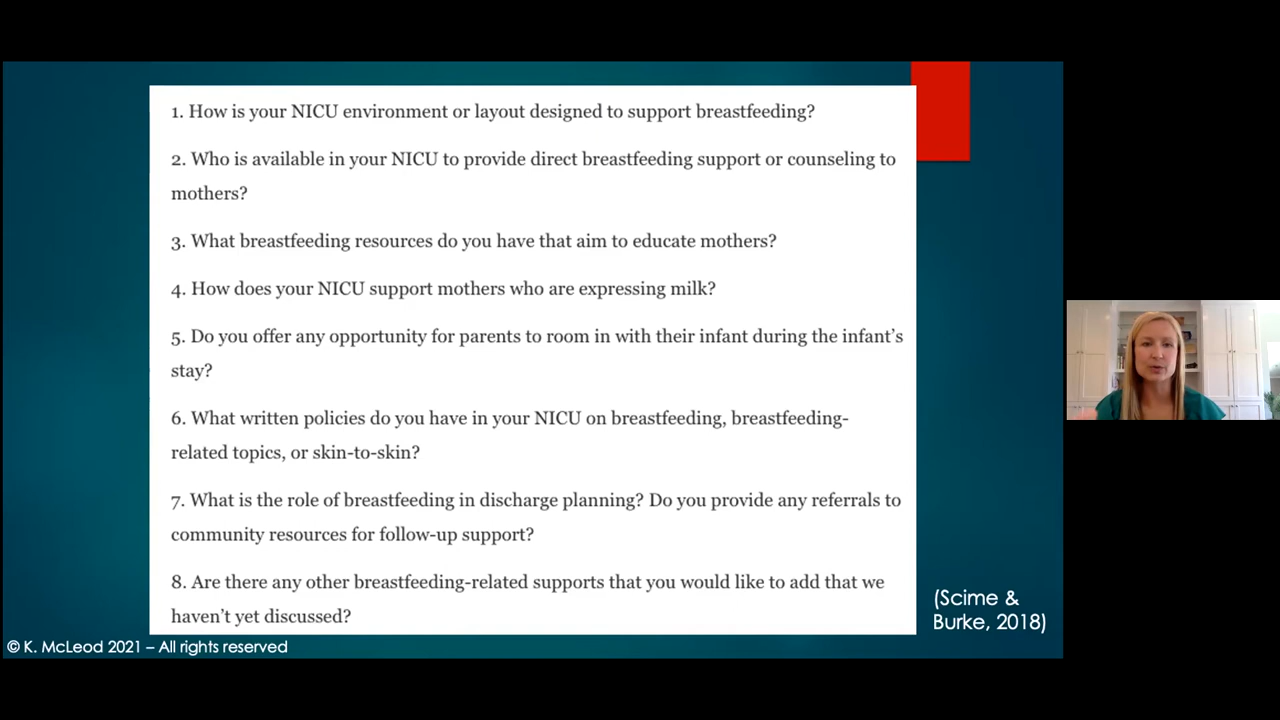 1. How is your NICU environment or layout designed to support breastfeeding?
2. Who is available in your NICU to provide direct breastfeeding support or counseling to
mothers?
3. What breastfeeding resources do you have that aim to educate mothers?
4. How does your NICU support mothers who are expressing milk?
5. Do you offer any opportunity for parents to room in with their infant during the infant’s
stay?
6. What written policies do you have in your NICU on breastfeeding, breastfeeding-
related topics, or skin-to-skin?
7. What is the role of breastfeeding in discharge planning? Do you provide any referrals to
community resources for follow-up support?
8. Are there any other breastfeeding-related supports that you would like to add that we
haven’t yet discussed?
(Scime &
Burke, 2018)
© K. McLeod 2021 – All rights reserved